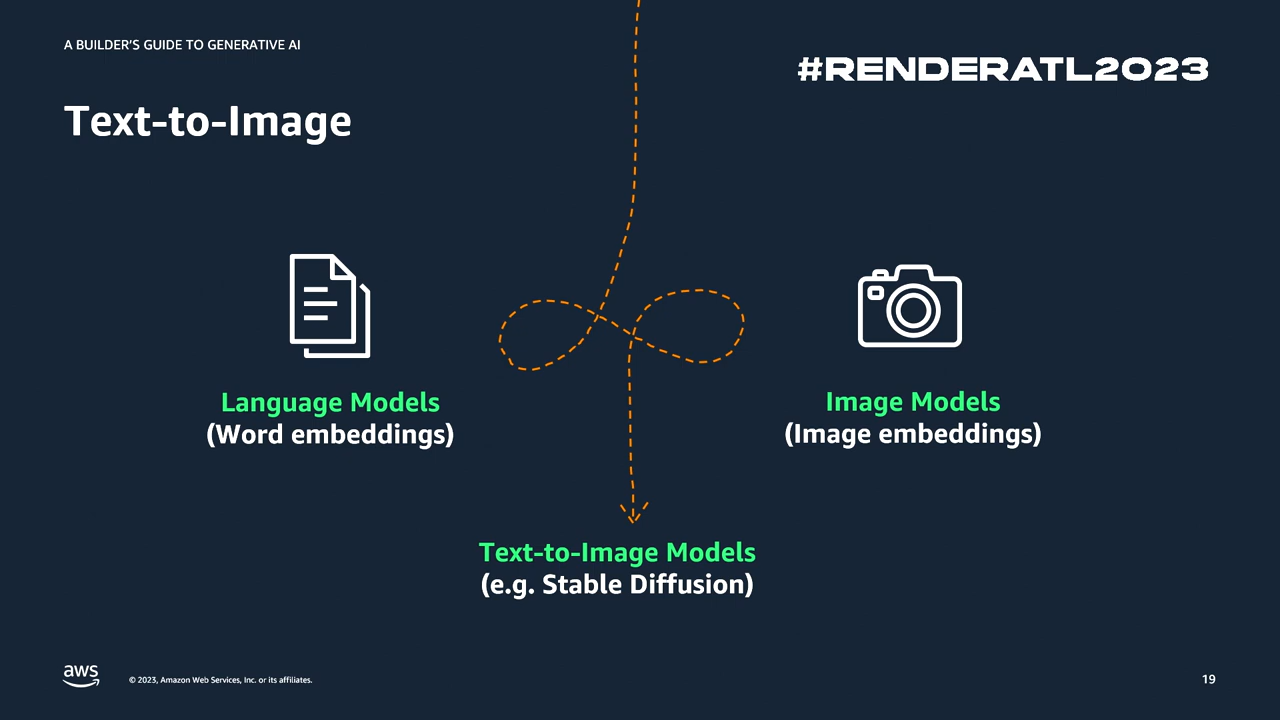 A BUILDER'S GUIDE TO GENERATIVE AI
#RENDERATL2023
Text-to-Image
Language Models
(Word embeddings)
Image Models
(Image embeddings)
Text-to-Image Models
(e.g. Stable Diffusion)
aws
© 2023, Amazon Web Services, Inc. or its affiliates.
19